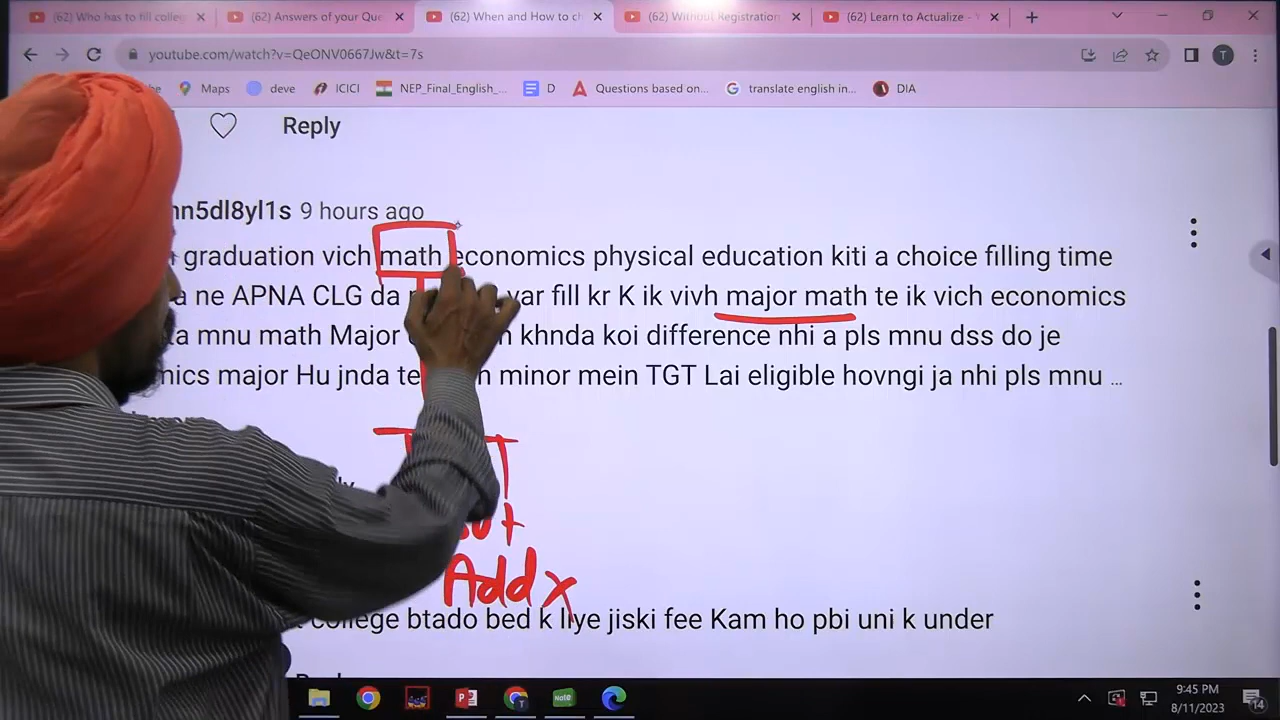 (62) Who has to fill colleg
(62) Answers of your Que
(62) When and How to ch
(62) Without Registration
(62) Learn to Actualize -
youtube.com/watch?v=QeONV0667Jw&t=7s
T
be
Maps
deve
ICICI
NEP_Final_English_...
D
Questions based on...
translate english in...
DIA
Reply
nn5dl8yl1s 9 hours ago
graduation vich math economics physical education kiti a choice filling time
a ne APNA CLG da var fill kr K ik vivh major math te ik vich economics
ta mnu math Major khnda koi difference nhi a pls mnu dss do je
mics major Hu jnda te minor mein TGT Lai eligible hovngi ja nhi pls mnu ...
Add x
college btado bed k liye jiski fee Kam ho pbi uni k under
9:45 PM
8/11/2023
14